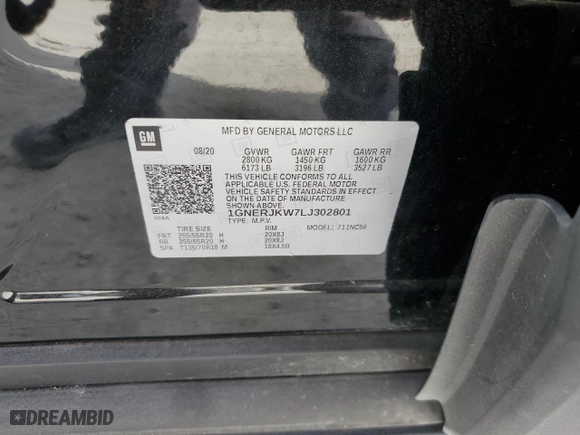 GM
MFD BY GENERAL MOTORS LLC
08/20 GVWR GAWR FRT GAWR RR
2800 KG 1450 KG 1600 KG
6173 LB 3196 LB 3527 LB
THIS VEHICLE CONFORMS TO ALL
APPLICABLE U.S. FEDERAL MOTOR
VEHICLE SAFETY STANDARDS IN EFFECT
ON THE DATE OF MANUFACTURE
SHOWN ABOVE.
1GNERJKW7LJ302801
TYPE: M.P.V.
TIRE SIZE RIM MODEL: 711NC56
FRT 255/55R20 H 20X8J
RR 255/55R20 H 20X8J
SPA T135/70R18 M 18X4.5B
DREAMBID